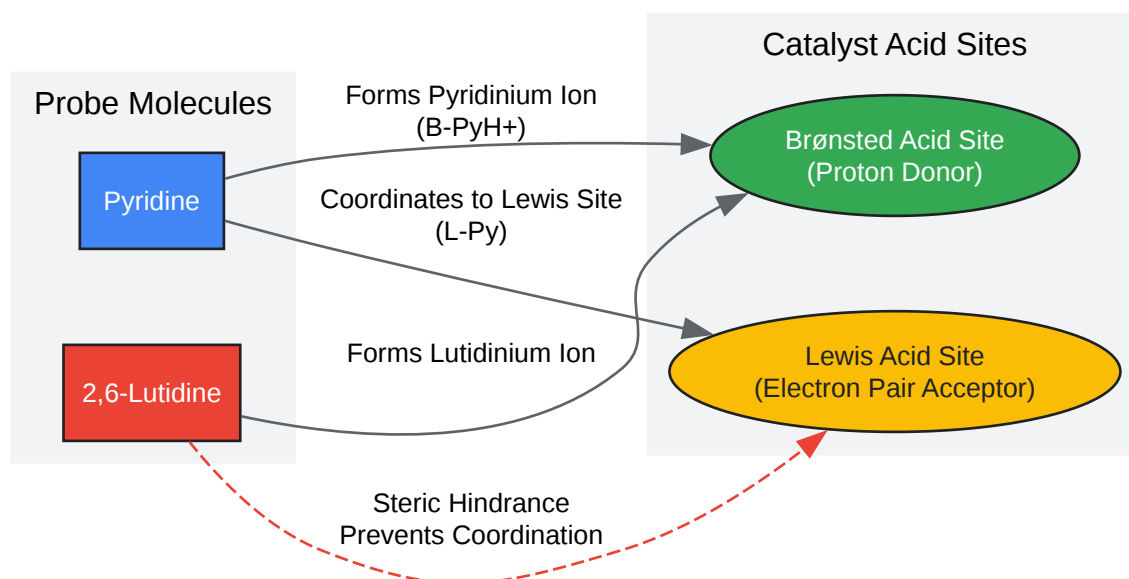 Catalyst Acid Sites
Probe Molecules
Forms Pyridinium Ion
(B-PyH+)
Brønsted Acid Site
(Proton Donor)
Pyridine
Coordinates to Lewis Site
(L-Py)
Forms Lutidinium Ion
Lewis Acid Site
(Electron Pair Acceptor)
2,6-Lutidine
Steric Hindrance
Prevents Coordination